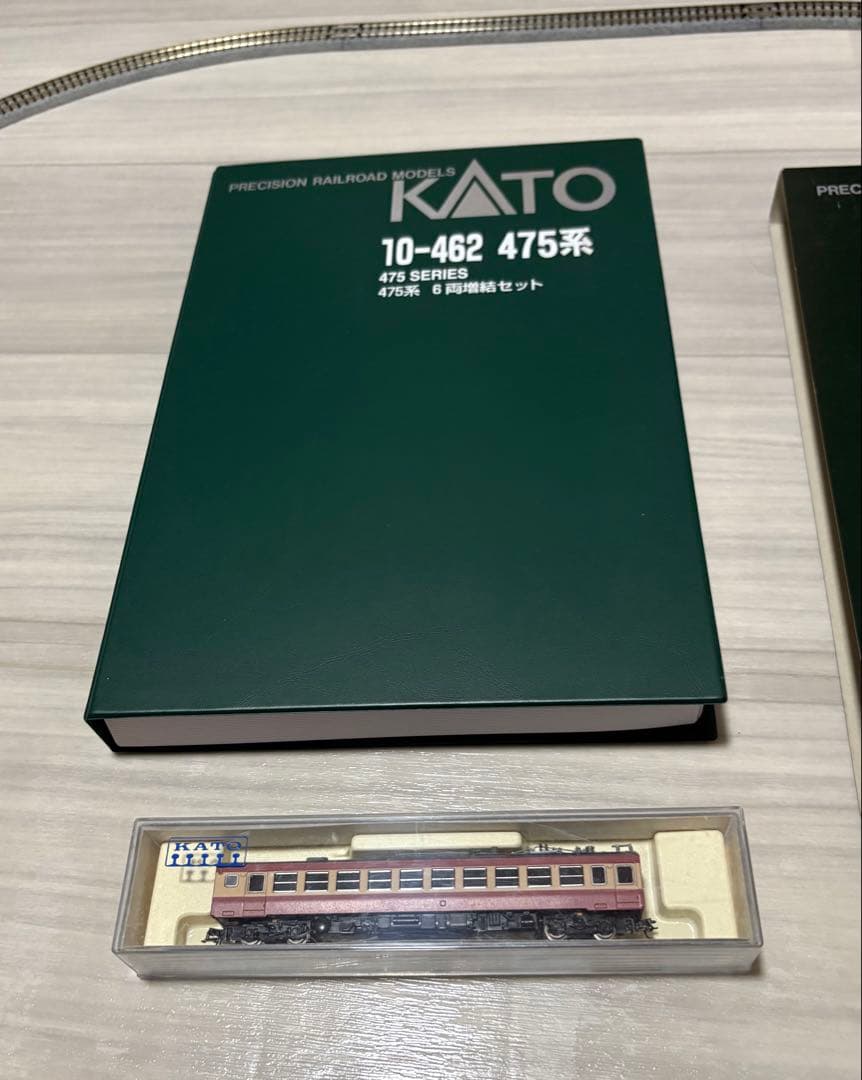 PRECISION RAILROAD MODELS
KATO
10-462 475系
475 SERIES
475系 6両増結セット
PREC
KATO